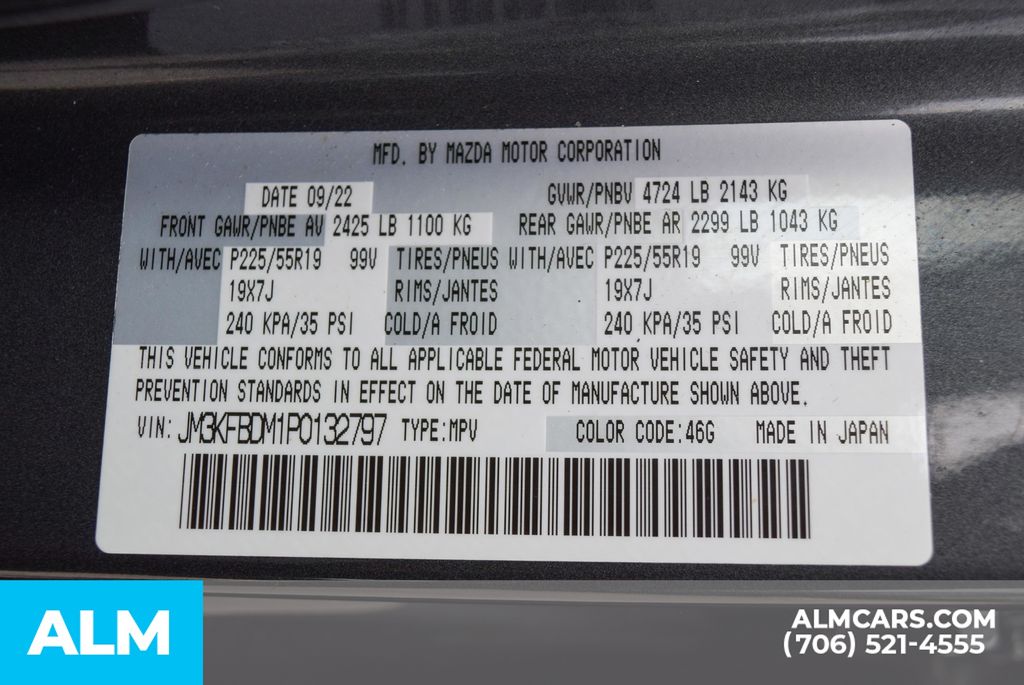 MFD. BY MAZDA MOTOR CORPORATION
DATE 09/22 GVWR/PNBV 4724 LB 2143 KG
FRONT GAWR/PNBE AV 2425 LB 1100 KG REAR GAWR/PNBE AR 2299 LB 1043 KG
WITH/AVEC P225/55R19 99V TIRES/PNEUS WITH/AVEC P225/55R19 99V TIRES/PNEUS
19X7J RIMS/JANTES 19X7J RIMS/JANTES
240 KPA/35 PSI COLD/A FROID 240 KPA/35 PSI COLD/A FROID
THIS VEHICLE CONFORMS TO ALL APPLICABLE FEDERAL MOTOR VEHICLE SAFETY AND THEFT
PREVENTION STANDARDS IN EFFECT ON THE DATE OF MANUFACTURE SHOWN ABOVE.
VIN: JM3KFBDM1P0132797 TYPE:MPV COLOR CODE:46G MADE IN JAPAN
ALM
ALMCARS.COM
(706) 521-4555